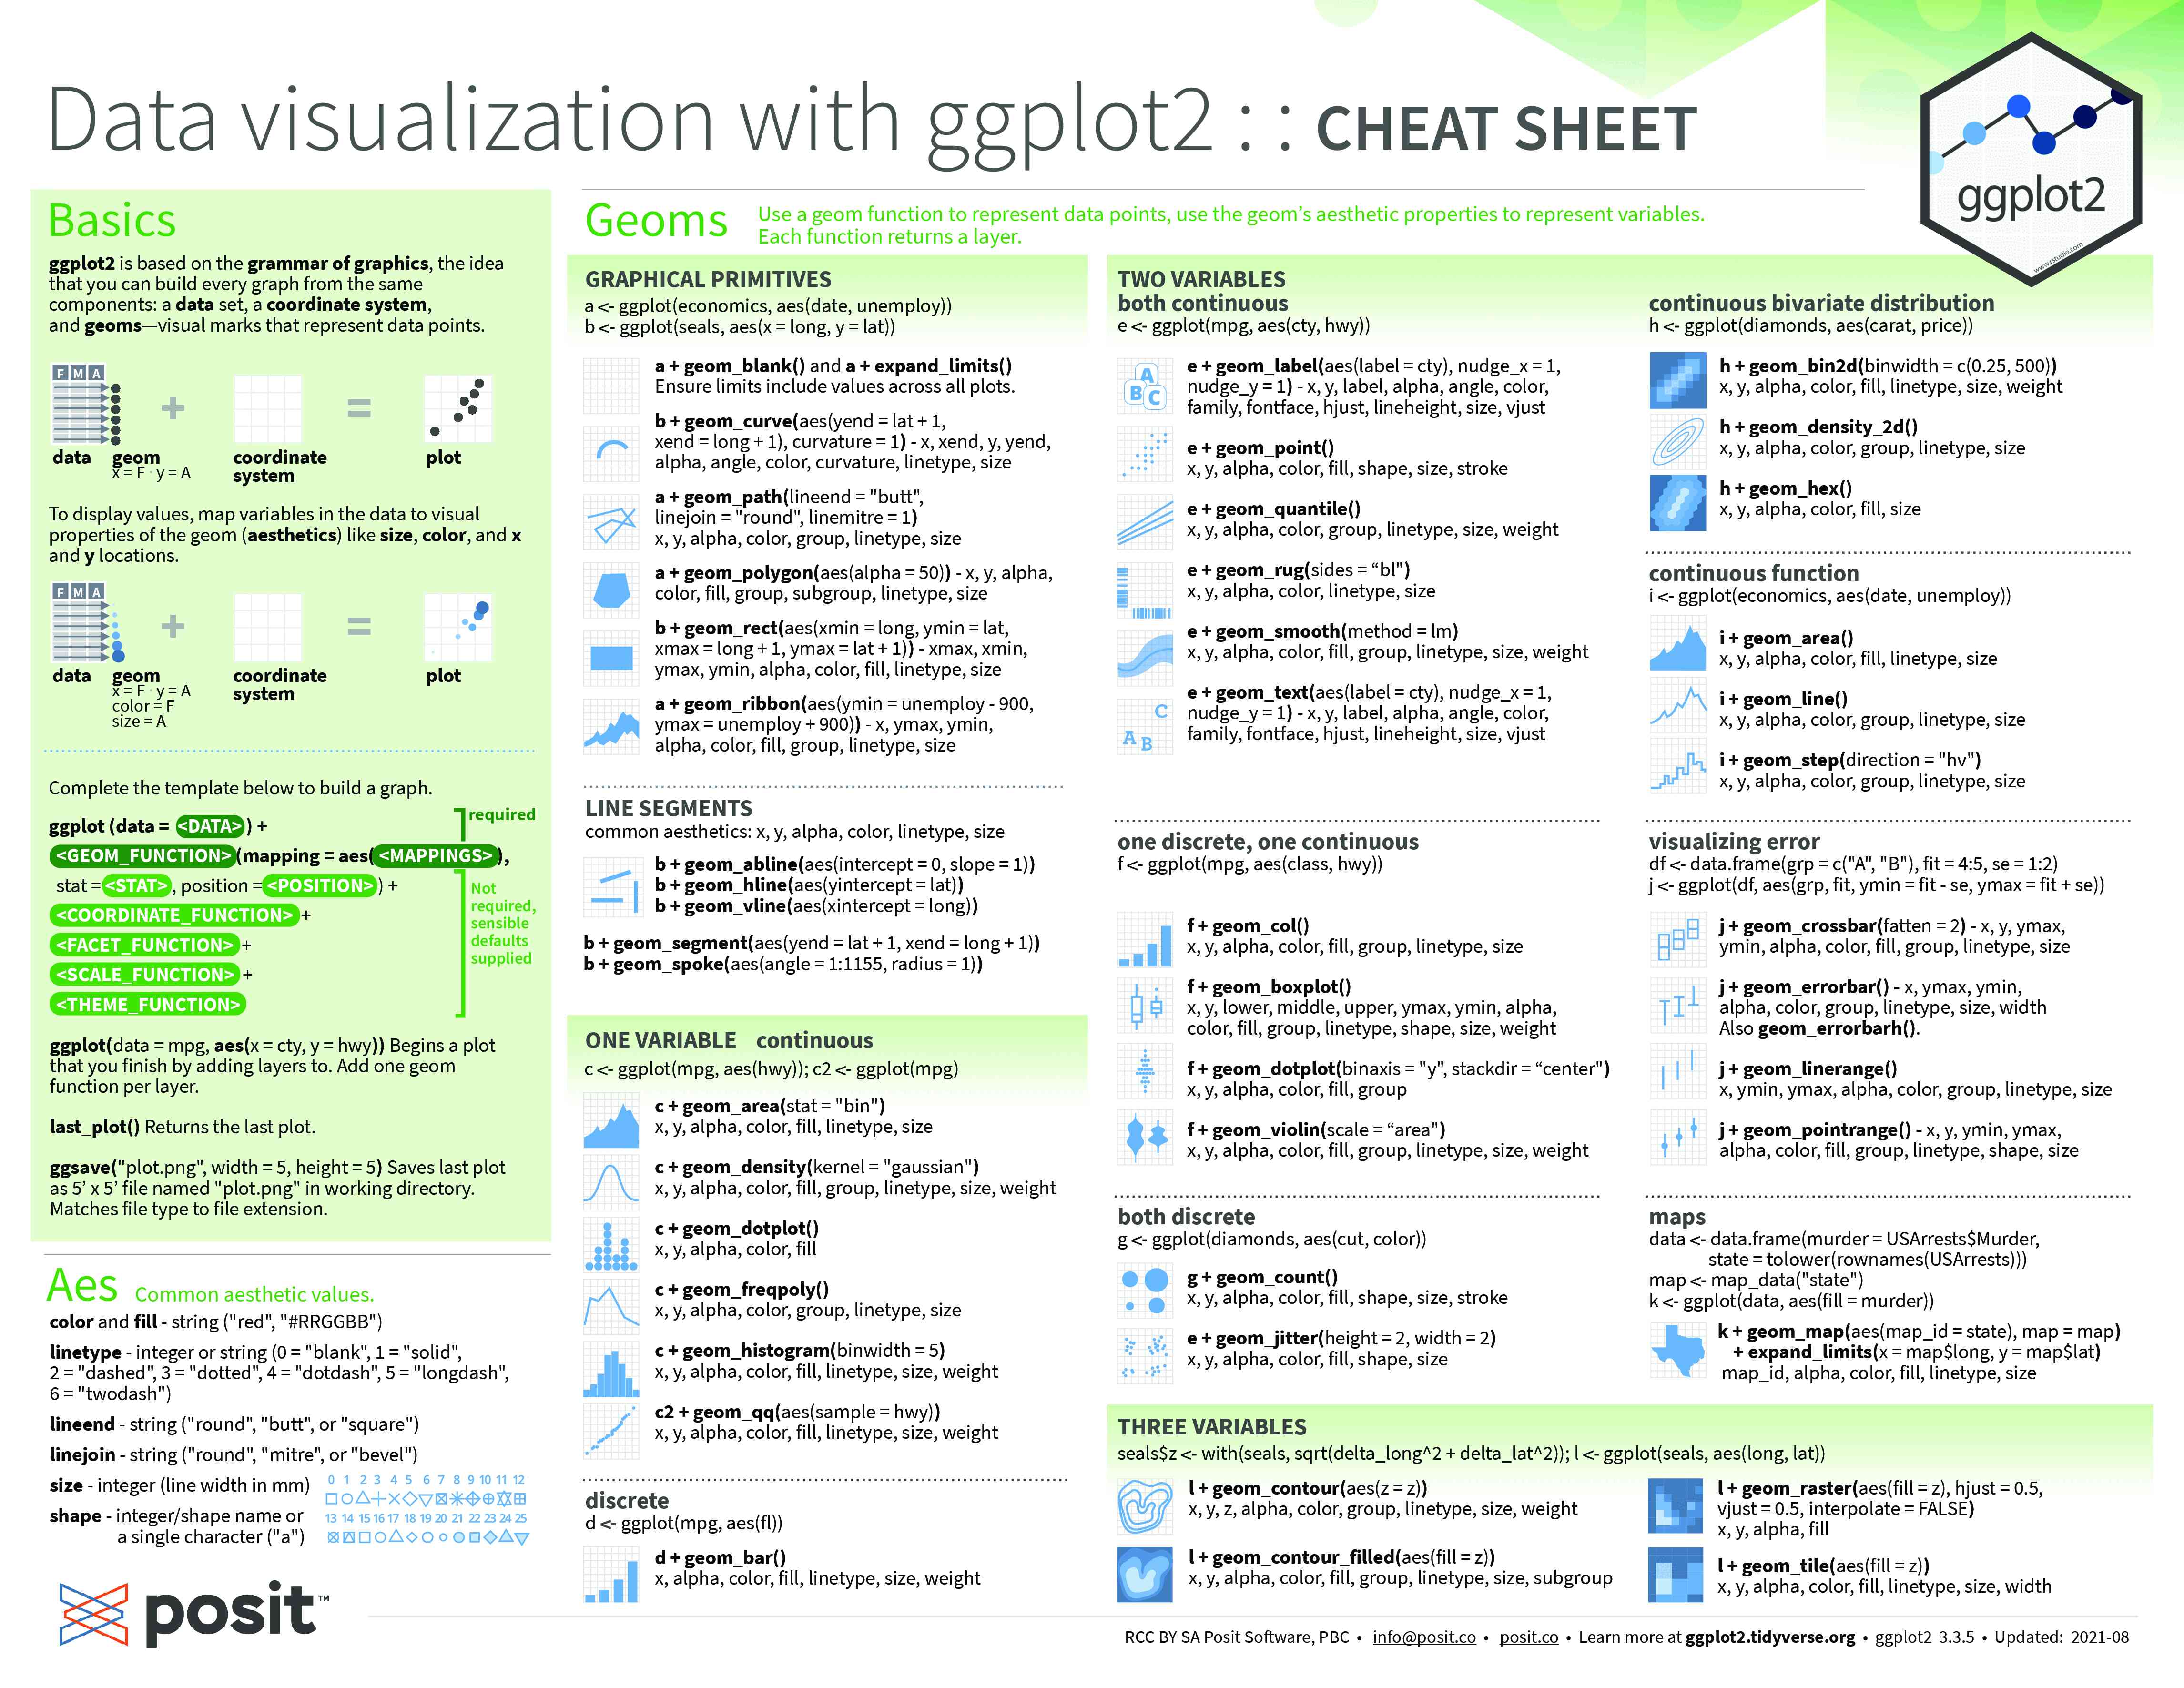 Data visualization with ggplot2 : : CHEAT SHEET
ggplot2
www.rstudio.com
Basics
ggplot2 is based on the grammar of graphics, the idea
that you can build every graph from the same
components: a data set, a coordinate system,
and geoms—visual marks that represent data points.
F M A
+
=
data
geom
x = F · y = A
coordinate
system
plot
To display values, map variables in the data to visual
properties of the geom (aesthetics) like size, color, and x
and y locations.
F M A
+
=
data
geom
x = F · y = A
color = F
size = A
coordinate
system
plot
Complete the template below to build a graph.
required
ggplot (data = <DATA> ) +
<GEOM_FUNCTION> (mapping = aes( <MAPPINGS> ),
stat = <STAT> , position = <POSITION> ) +
<COORDINATE_FUNCTION> +
<FACET_FUNCTION> +
<SCALE_FUNCTION> +
<THEME_FUNCTION>
Not
required,
sensible
defaults
supplied
ggplot(data = mpg, aes(x = cty, y = hwy)) Begins a plot
that you finish by adding layers to. Add one geom
function per layer.
last_plot() Returns the last plot.
ggsave("plot.png", width = 5, height = 5) Saves last plot
as 5’ x 5’ file named "plot.png" in working directory.
Matches file type to file extension.
Aes Common aesthetic values.
color and fill - string ("red", "#RRGGBB")
linetype - integer or string (0 = "blank", 1 = "solid",
2 = "dashed", 3 = "dotted", 4 = "dotdash", 5 = "longdash",
6 = "twodash")
lineend - string ("round", "butt", or "square")
linejoin - string ("round", "mitre", or "bevel")
size - integer (line width in mm)
shape - integer/shape name or
a single character ("a")
0 1 2 3 4 5 6 7 8 9 10 11 12
13 14 15 16 17 18 19 20 21 22 23 24 25
Geoms
Use a geom function to represent data points, use the geom’s aesthetic properties to represent variables.
Each function returns a layer.
GRAPHICAL PRIMITIVES
a <- ggplot(economics, aes(date, unemploy))
b <- ggplot(seals, aes(x = long, y = lat))
a + geom_blank() and a + expand_limits()
Ensure limits include values across all plots.
b + geom_curve(aes(yend = lat + 1,
xend = long + 1), curvature = 1) - x, xend, y, yend,
alpha, angle, color, curvature, linetype, size
a + geom_path(lineend = "butt",
linejoin = "round", linemitre = 1)
x, y, alpha, color, group, linetype, size
a + geom_polygon(aes(alpha = 50)) - x, y, alpha,
color, fill, group, subgroup, linetype, size
b + geom_rect(aes(xmin = long, ymin = lat,
xmax = long + 1, ymax = lat + 1)) - xmax, xmin,
ymax, ymin, alpha, color, fill, linetype, size
a + geom_ribbon(aes(ymin = unemploy - 900,
ymax = unemploy + 900)) - x, ymax, ymin,
alpha, color, fill, group, linetype, size
LINE SEGMENTS
common aesthetics: x, y, alpha, color, linetype, size
b + geom_abline(aes(intercept = 0, slope = 1))
b + geom_hline(aes(yintercept = lat))
b + geom_vline(aes(xintercept = long))
b + geom_segment(aes(yend = lat + 1, xend = long + 1))
b + geom_spoke(aes(angle = 1:1155, radius = 1))
ONE VARIABLE continuous
c <- ggplot(mpg, aes(hwy)); c2 <- ggplot(mpg)
c + geom_area(stat = "bin")
x, y, alpha, color, fill, linetype, size
c + geom_density(kernel = "gaussian")
x, y, alpha, color, fill, group, linetype, size, weight
c + geom_dotplot()
x, y, alpha, color, fill
c + geom_freqpoly()
x, y, alpha, color, group, linetype, size
c + geom_histogram(binwidth = 5)
x, y, alpha, color, fill, linetype, size, weight
c2 + geom_qq(aes(sample = hwy))
x, y, alpha, color, fill, linetype, size, weight
discrete
d <- ggplot(mpg, aes(fl))
d + geom_bar()
x, alpha, color, fill, linetype, size, weight
TWO VARIABLES
both continuous
e <- ggplot(mpg, aes(cty, hwy))
A
B C
e + geom_label(aes(label = cty), nudge_x = 1,
nudge_y = 1) - x, y, label, alpha, angle, color,
family, fontface, hjust, lineheight, size, vjust
e + geom_point()
x, y, alpha, color, fill, shape, size, stroke
e + geom_quantile()
x, y, alpha, color, group, linetype, size, weight
e + geom_rug(sides = “bl")
x, y, alpha, color, linetype, size
e + geom_smooth(method = lm)
x, y, alpha, color, fill, group, linetype, size, weight
C
A B
e + geom_text(aes(label = cty), nudge_x = 1,
nudge_y = 1) - x, y, label, alpha, angle, color,
family, fontface, hjust, lineheight, size, vjust
one discrete, one continuous
f <- ggplot(mpg, aes(class, hwy))
f + geom_col()
x, y, alpha, color, fill, group, linetype, size
f + geom_boxplot()
x, y, lower, middle, upper, ymax, ymin, alpha,
color, fill, group, linetype, shape, size, weight
f + geom_dotplot(binaxis = "y", stackdir = “center")
x, y, alpha, color, fill, group
f + geom_violin(scale = “area")
x, y, alpha, color, fill, group, linetype, size, weight
both discrete
g <- ggplot(diamonds, aes(cut, color))
g + geom_count()
x, y, alpha, color, fill, shape, size, stroke
e + geom_jitter(height = 2, width = 2)
x, y, alpha, color, fill, shape, size
continuous bivariate distribution
h <- ggplot(diamonds, aes(carat, price))
h + geom_bin2d(binwidth = c(0.25, 500))
x, y, alpha, color, fill, linetype, size, weight
h + geom_density_2d()
x, y, alpha, color, group, linetype, size
h + geom_hex()
x, y, alpha, color, fill, size
continuous function
i <- ggplot(economics, aes(date, unemploy))
i + geom_area()
x, y, alpha, color, fill, linetype, size
i + geom_line()
x, y, alpha, color, group, linetype, size
i + geom_step(direction = "hv")
x, y, alpha, color, group, linetype, size
visualizing error
df <- data.frame(grp = c("A", "B"), fit = 4:5, se = 1:2)
j <- ggplot(df, aes(grp, fit, ymin = fit - se, ymax = fit + se))
j + geom_crossbar(fatten = 2) - x, y, ymax,
ymin, alpha, color, fill, group, linetype, size
j + geom_errorbar() - x, ymax, ymin,
alpha, color, group, linetype, size, width
Also geom_errorbarh().
j + geom_linerange()
x, ymin, ymax, alpha, color, group, linetype, size
j + geom_pointrange() - x, y, ymin, ymax,
alpha, color, fill, group, linetype, shape, size
maps
data <- data.frame(murder = USArrests$Murder,
state = tolower(rownames(USArrests)))
map <- map_data("state")
k <- ggplot(data, aes(fill = murder))
k + geom_map(aes(map_id = state), map = map)
+ expand_limits(x = map$long, y = map$lat)
map_id, alpha, color, fill, linetype, size
THREE VARIABLES
seals$z <- with(seals, sqrt(delta_long^2 + delta_lat^2)); l <- ggplot(seals, aes(long, lat))
l + geom_contour(aes(z = z))
x, y, z, alpha, color, group, linetype, size, weight
l + geom_contour_filled(aes(fill = z))
x, y, alpha, color, fill, group, linetype, size, subgroup
l + geom_raster(aes(fill = z), hjust = 0.5,
vjust = 0.5, interpolate = FALSE)
x, y, alpha, fill
l + geom_tile(aes(fill = z))
x, y, alpha, color, fill, linetype, size, width
posit™
RCC BY SA Posit Software, PBC • info@posit.co • posit.co • Learn more at ggplot2.tidyverse.org • ggplot2 3.3.5 • Updated: 2021-08